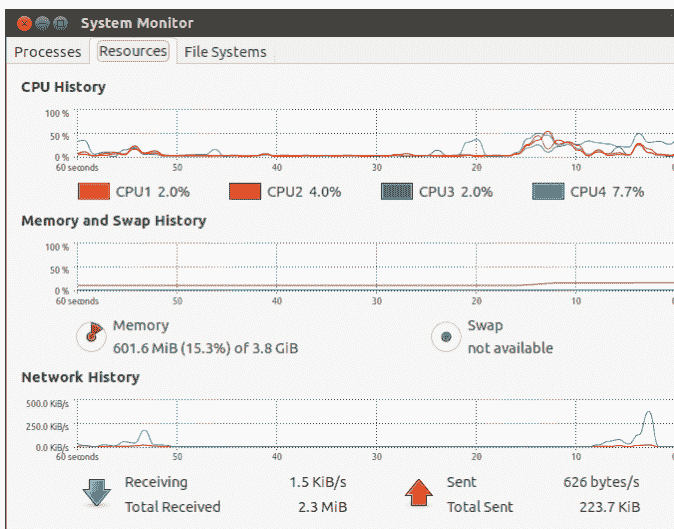 System Monitor
Processes Resources File Systems
CPU History
100 %
50 %
0 %
60 seconds 50 40 30 20 10 0
CPU1 2.0% CPU2 4.0% CPU3 2.0% CPU4 7.7%
Memory and Swap History
100 %
50 %
0 %
60 seconds 50 40 30 20 10 0
Memory Swap
601.6 MiB (15.3%) of 3.8 GiB not available
Network History
500.0 KiB/s
250.0 KiB/s
0.0 KiB/s
60 seconds 50 40 30 20 10 0
Receiving 1.5 KiB/s Sent 626 bytes/s
Total Received 2.3 MiB Total Sent 223.7 KiB